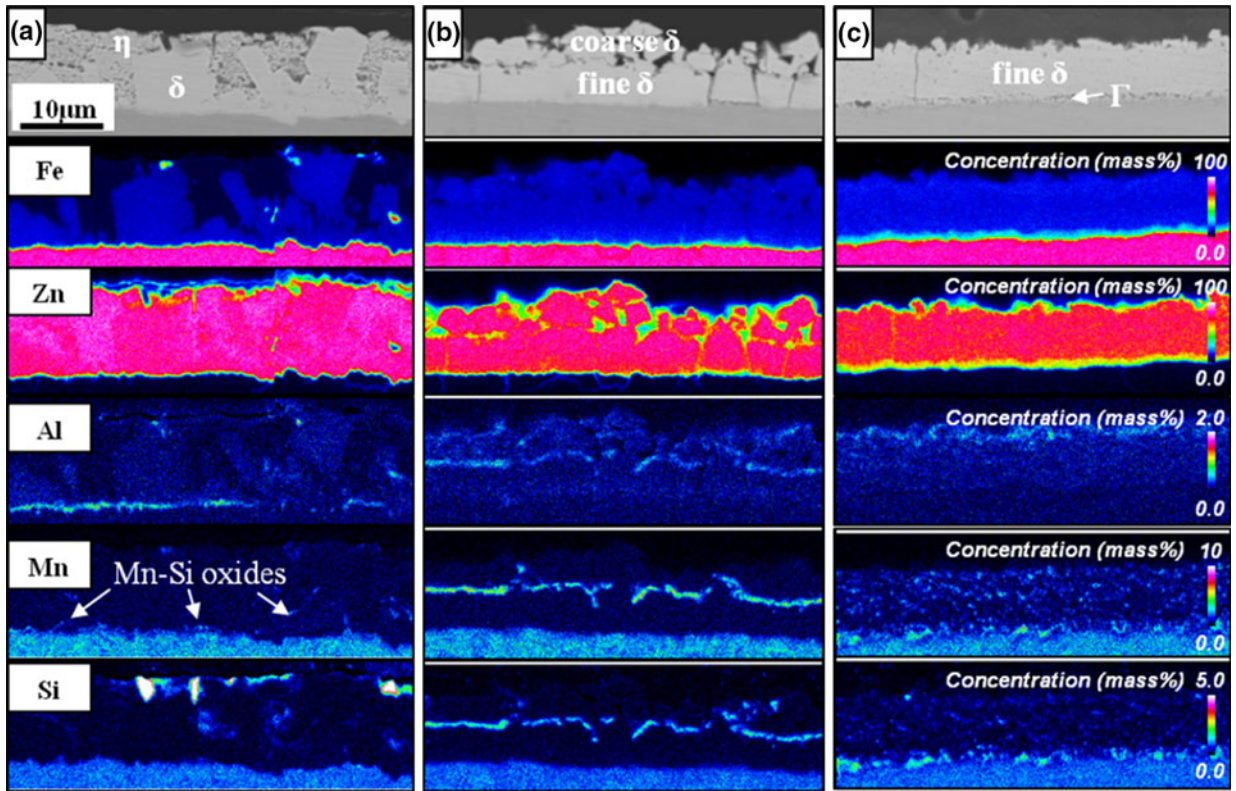 (a)
η
δ
10μm
(b)
coarse δ
fine δ
(c)
fine δ
Γ
Fe
Concentration (mass%) 100
0.0
Zn
Concentration (mass%)
100
0.0
Al
Concentration (mass%) 2.0
0.0
Mn
Mn-Si oxides
Concentration (mass%) 10
0.0
Si
Concentration (mass%) 5.0
0.0